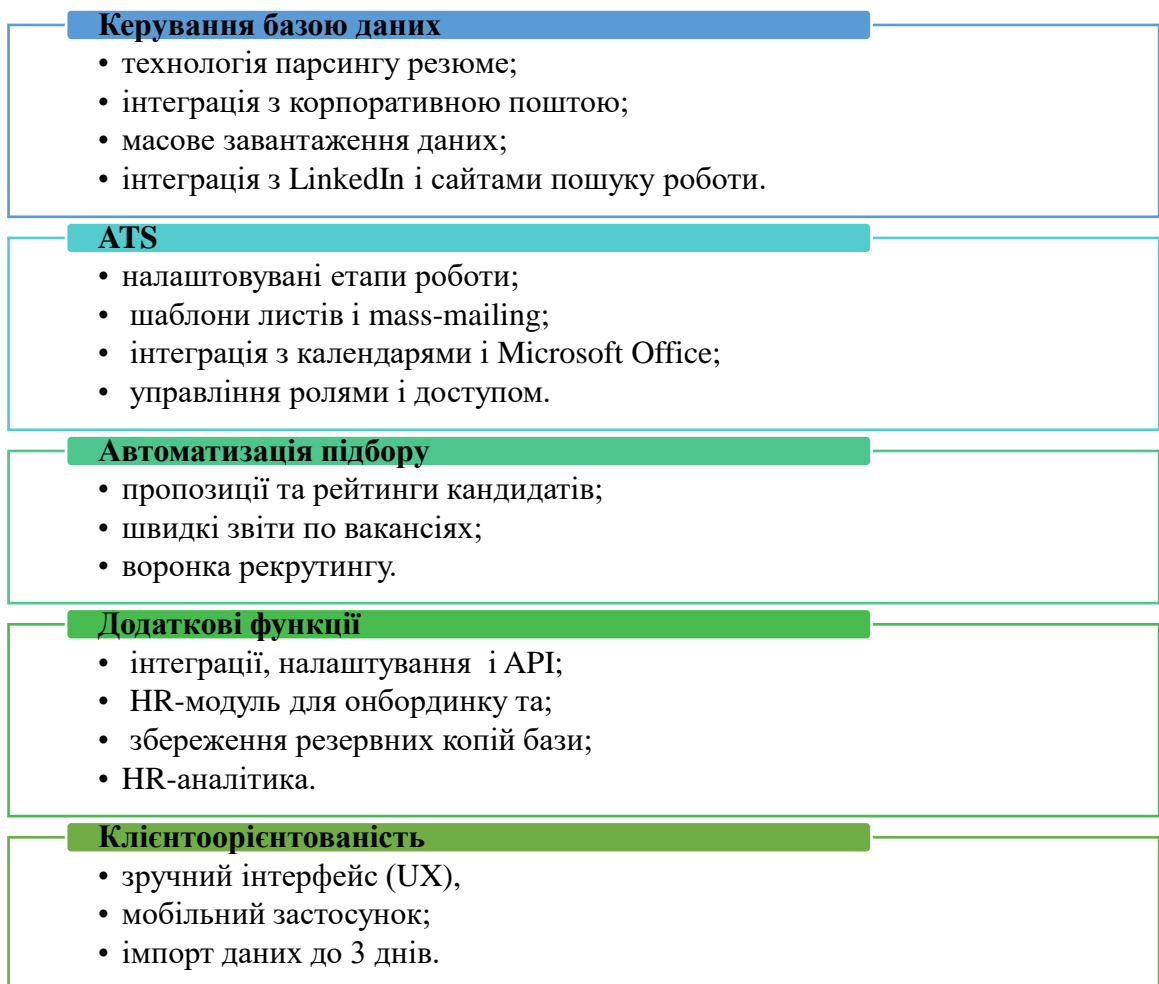 Керування базою даних
• технологія парсингу резюме;
• інтеграція з корпоративною поштою;
• масове завантаження даних;
• інтеграція з LinkedIn і сайтами пошуку роботи.
ATS
• налаштовувані етапи роботи;
• шаблони листів і mass-mailing;
• інтеграція з календарями і Microsoft Office;
• управління ролями і доступом.
Автоматизація підбору
• пропозиції та рейтинги кандидатів;
• швидкі звіти по вакансіях;
• воронка рекрутингу.
Додаткові функції
• інтеграції, налаштування і API;
• HR-модуль для онбординку та;
• збереження резервних копій бази;
• HR-аналітика.
Клієнтоорієнтованість
• зручний інтерфейс (UX),
• мобільний застосунок;
• імпорт даних до 3 днів.